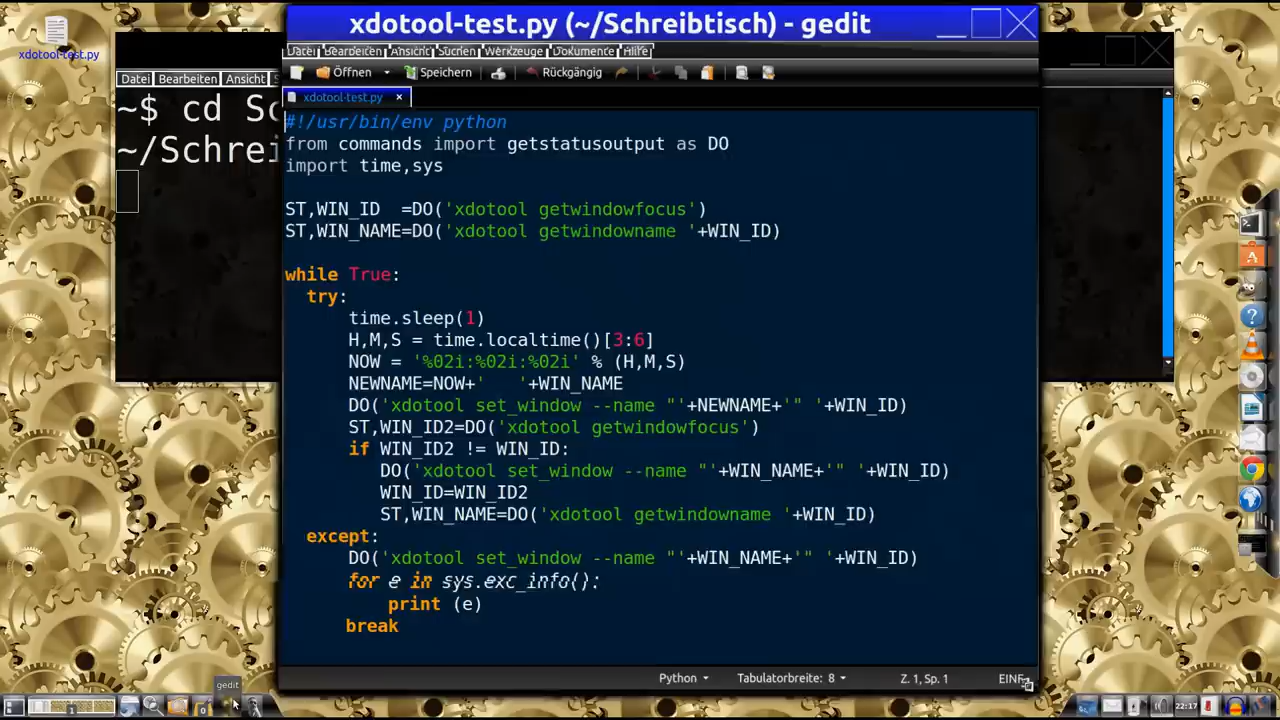 xdotool-test.py (~/Schreibtisch) - gedit
xdotool-test.py
Datei Bearbeiten Ansicht Suchen Werkzeuge Dokumente Hilfe
Öffnen Speichern Rückgängig
Datei Bearbeiten Ansicht
xdotool-test.py
~$ cd Sc
~/Schrei
#!/usr/bin/env python
from commands import getstatusoutput as DO
import time,sys
ST,WIN_ID  =DO('xdotool getwindowfocus')
ST,WIN_NAME=DO('xdotool getwindowname '+WIN_ID)
while True:
  try:
      time.sleep(1)
      H,M,S = time.localtime()[3:6]
      NOW = '%02i:%02i:%02i' % (H,M,S)
      NEWNAME=NOW+'   '+WIN_NAME
      DO('xdotool set_window --name "'+NEWNAME+'" '+WIN_ID)
      ST,WIN_ID2=DO('xdotool getwindowfocus')
      if WIN_ID2 != WIN_ID:
         DO('xdotool set_window --name "'+WIN_NAME+'" '+WIN_ID)
         WIN_ID=WIN_ID2
         ST,WIN_NAME=DO('xdotool getwindowname '+WIN_ID)
  except:
      DO('xdotool set_window --name "'+WIN_NAME+'" '+WIN_ID)
      for e in sys.exc_info():
          print (e)
      break
Python Tabulatorbreite: 8 Z. 1, Sp. 1 EINF
gedit
1
0
22:17